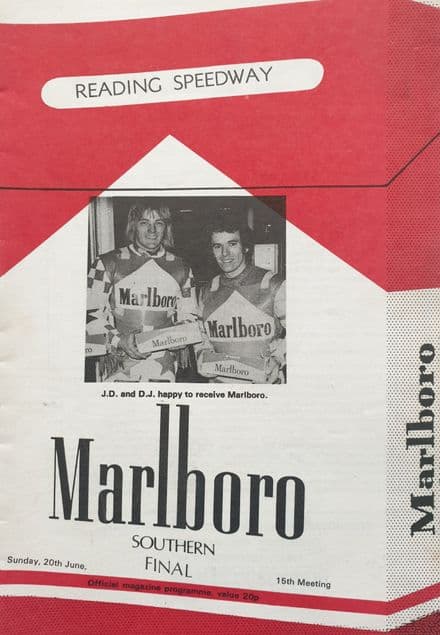 READING SPEEDWAY
Marlboro Marlboro
Marlboro
Marlboro
J.D. and D.J. happy to receive Marlboro.
Marlboro
Marlboro
SOUTHERN
FINAL
Sunday, 20th June,
15th Meeting
Official magazine programme, value 20p